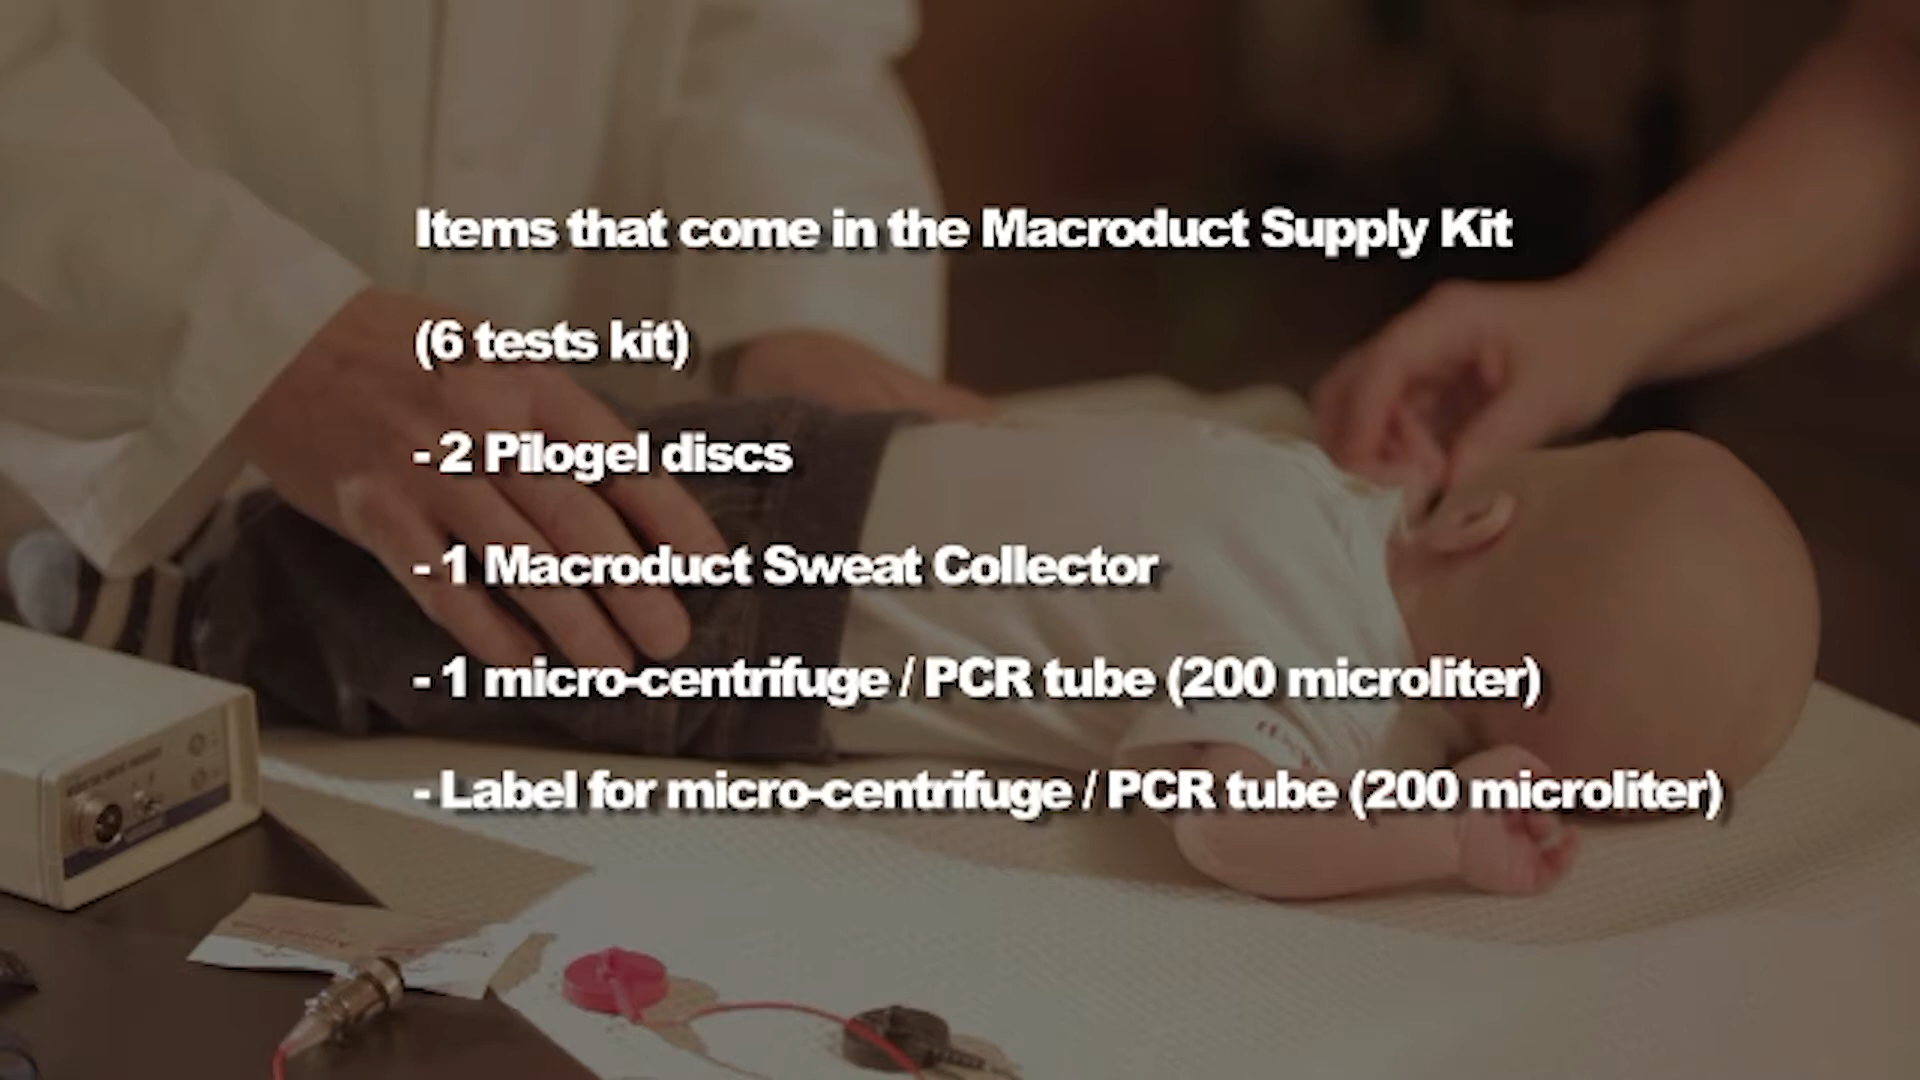 Items that come in the Macroduct Supply Kit
(6 tests kit)
- 2 Pilogel discs
- 1 Macroduct Sweat Collector
- 1 micro-centrifuge / PCR tube (200 microliter)
- Label for micro-centrifuge / PCR tube (200 microliter)